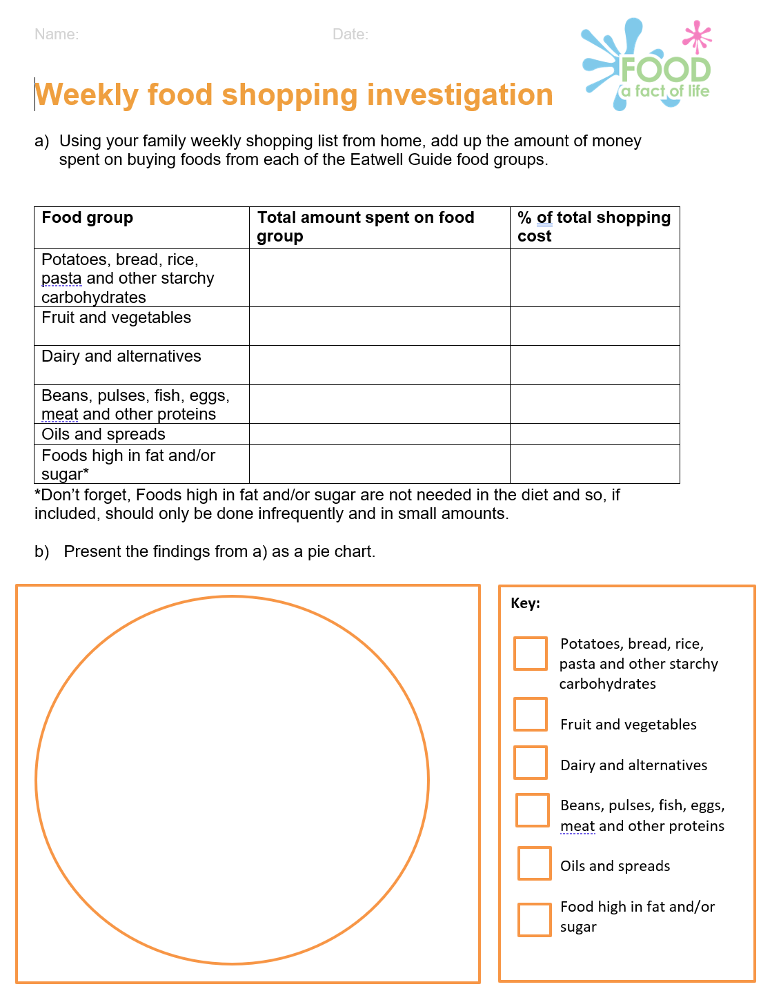 Name:
Date:
FOOD
a fact of life
Weekly food shopping investigation
a) Using your family weekly shopping list from home, add up the amount of money
spent on buying foods from each of the Eatwell Guide food groups.
Food group
Total amount spent on food
group
% of total shopping
cost
Potatoes, bread, rice,
pasta and other starchy
carbohydrates
Fruit and vegetables
Dairy and alternatives
Beans, pulses, fish, eggs,
meat and other proteins
Oils and spreads
Foods high in fat and/or
sugar*
*Don’t forget, Foods high in fat and/or sugar are not needed in the diet and so, if
included, should only be done infrequently and in small amounts.
b) Present the findings from a) as a pie chart.
Key:
Potatoes, bread, rice,
pasta and other starchy
carbohydrates
Fruit and vegetables
Dairy and alternatives
Beans, pulses, fish, eggs,
meat and other proteins
Oils and spreads
Food high in fat and/or
sugar